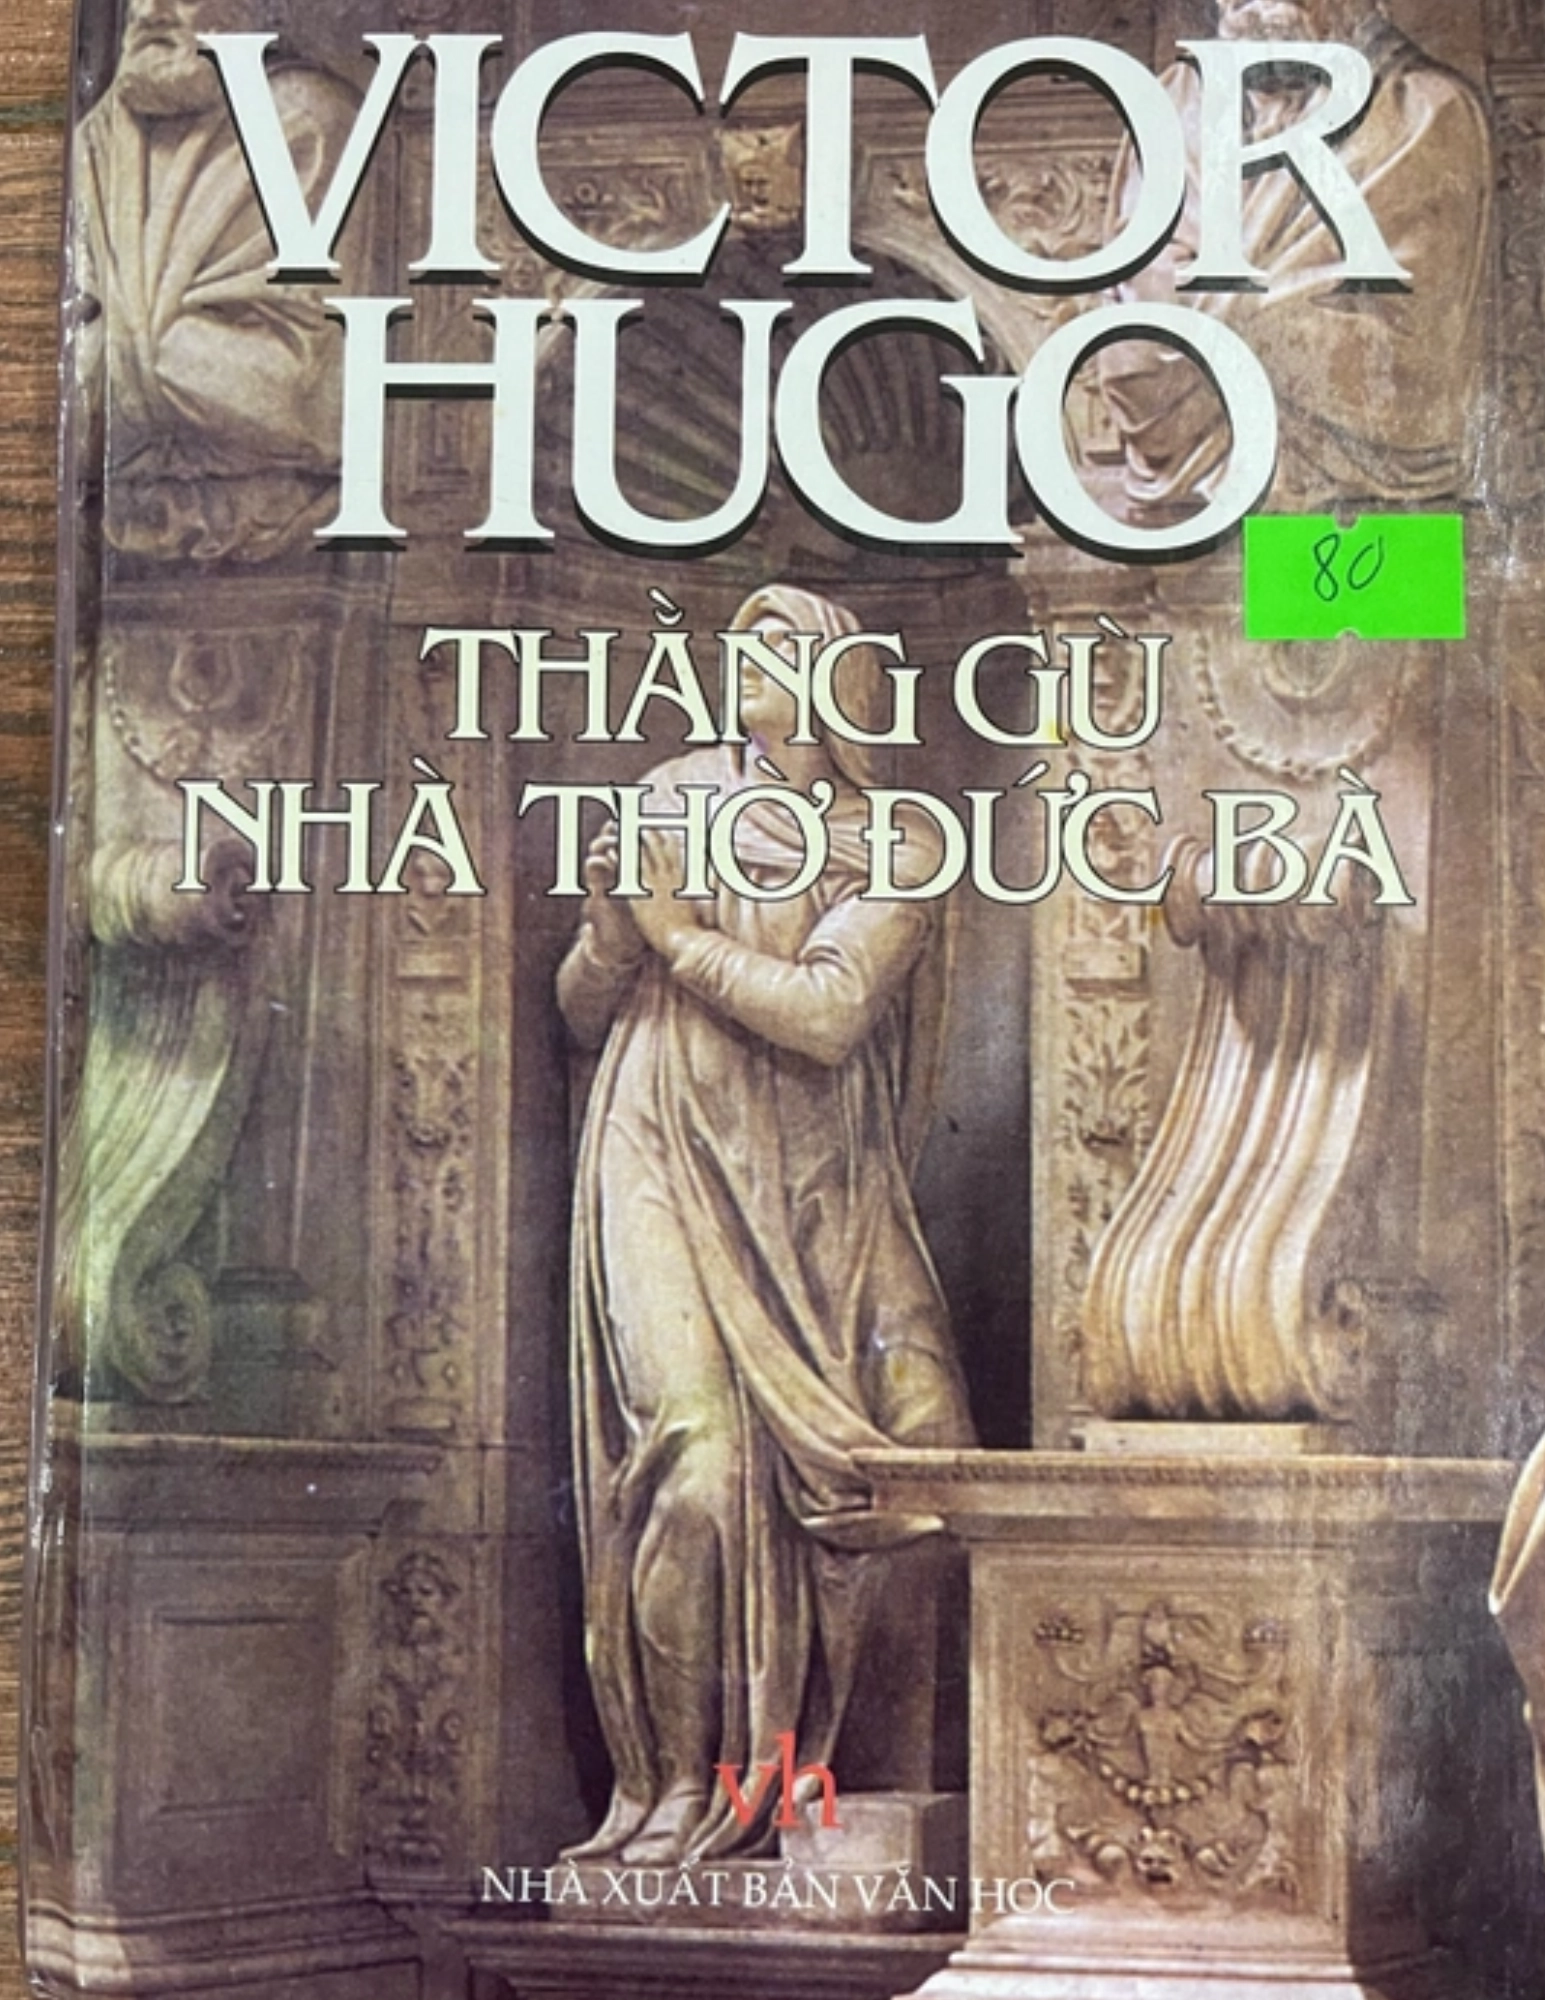 VICTOR
HUGO
80
THẰNG GÙ
NHÀ THỜ ĐỨC BÀ
vh
NHÀ XUẤT BẢN VĂN HỌC